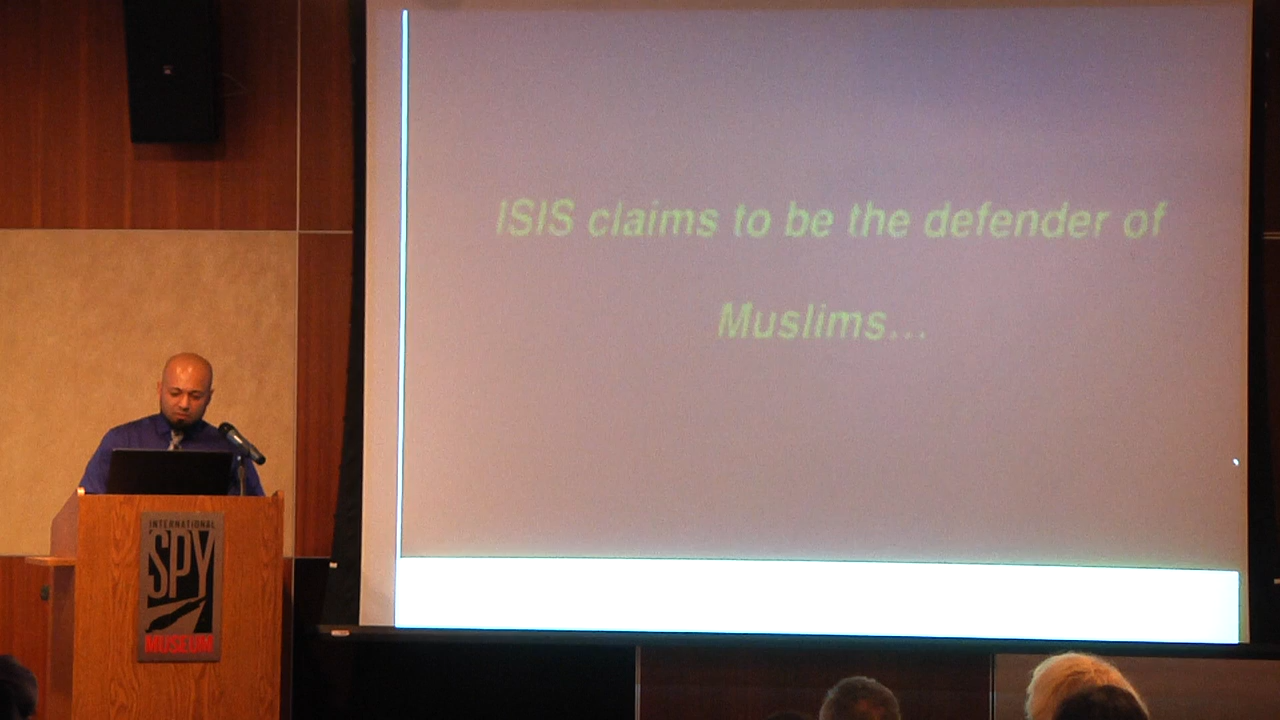 ISIS claims to be the defender of
Muslims...
INTERNATIONAL
SPY
MUSEUM